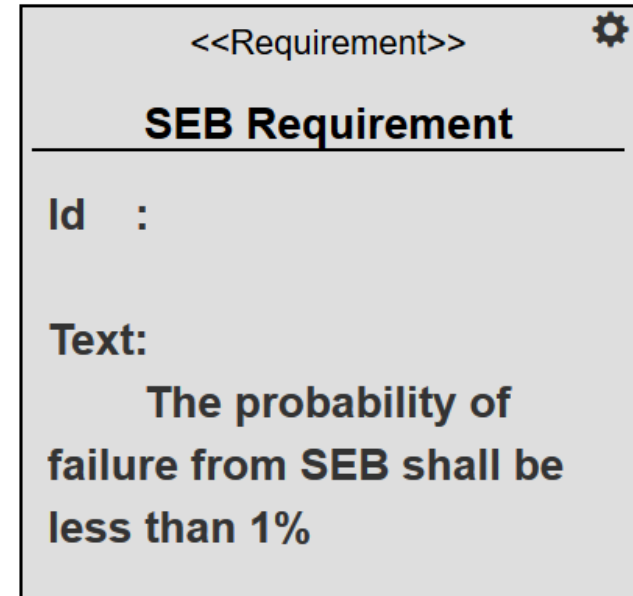 <<Requirement>>
SEB Requirement
Id :
Text:
The probability of
failure from SEB shall be
less than 1%